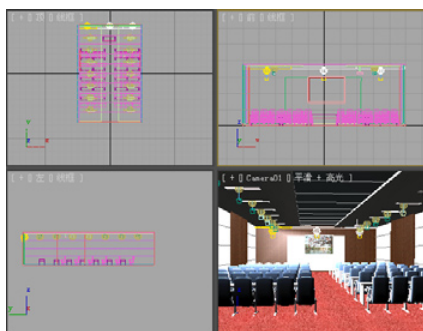 [ + [] 顶 [] 线框 ]
[ + [] 前 [] 线框 ]
[ + [] 左 [] 线框 ]
[ + [] Camera01 [] 平滑 + 高光 ]